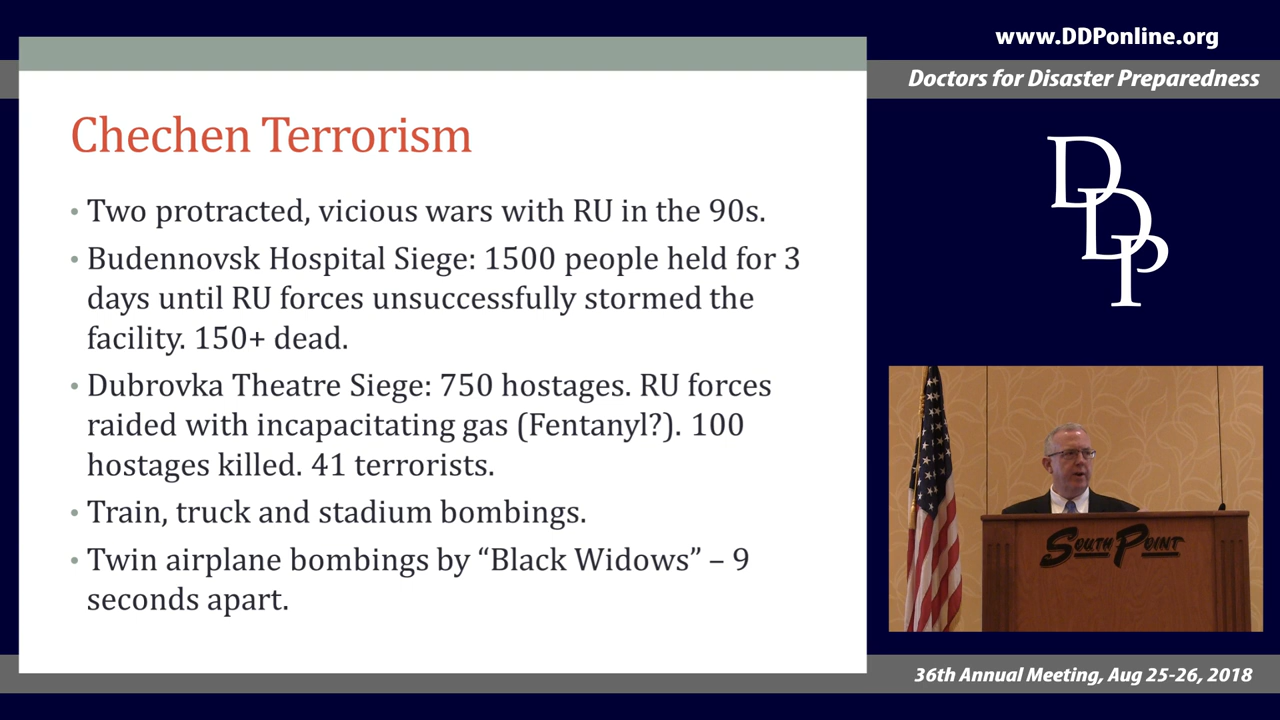 www.DDPonline.org
Doctors for Disaster Preparedness
DDP
Chechen Terrorism
• Two protracted, vicious wars with RU in the 90s.
• Budennovsk Hospital Siege: 1500 people held for 3
days until RU forces unsuccessfully stormed the
facility. 150+ dead.
• Dubrovka Theatre Siege: 750 hostages. RU forces
raided with incapacitating gas (Fentanyl?). 100
hostages killed. 41 terrorists.
• Train, truck and stadium bombings.
• Twin airplane bombings by “Black Widows” – 9
seconds apart.
SOUTH POINT
36th Annual Meeting, Aug 25-26, 2018